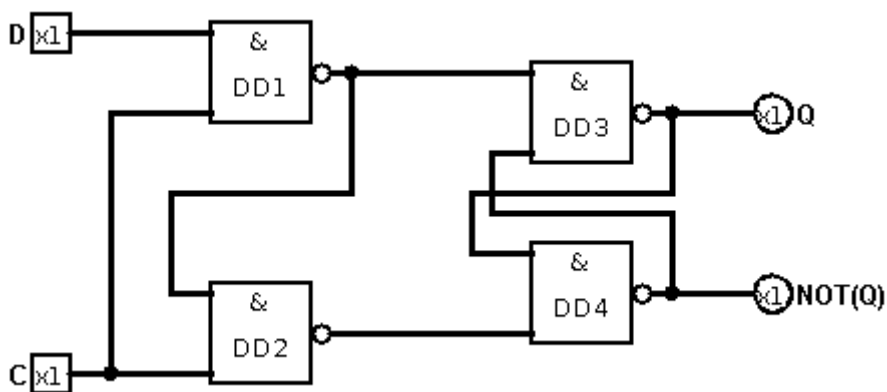 D x1
&
DD1
&
DD3
x1 Q
&
DD2
&
DD4
x1 NOT(Q)
C x1